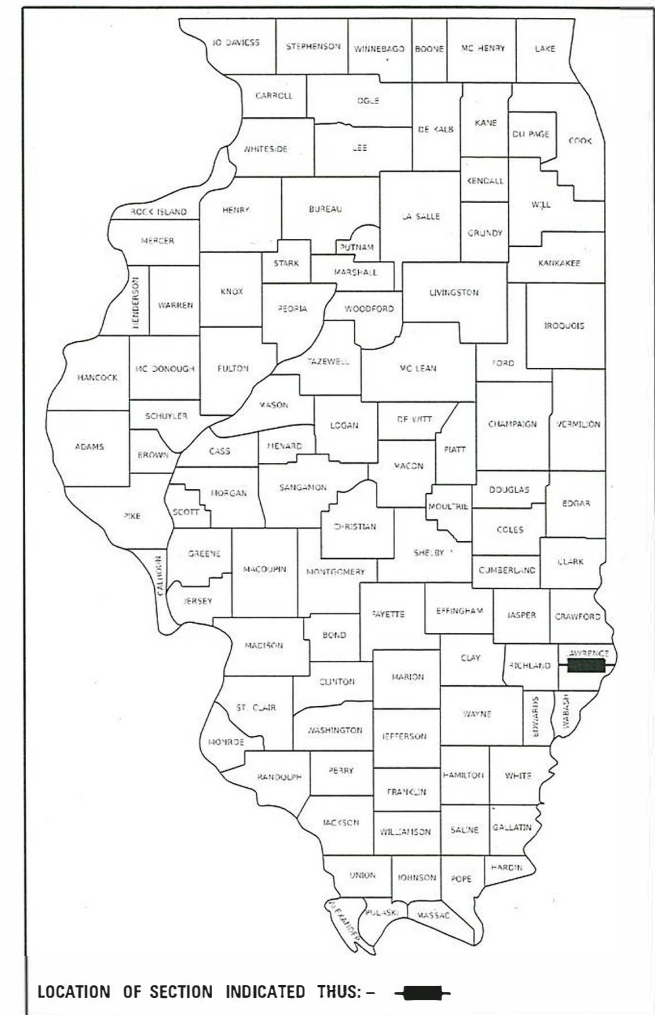 JO DAVIESS STEPHENSON WINNEBAGO BOONE MC HENRY LAKE
CARROLL OGLE DE KALB KANE DU PAGE COOK
WHITESIDE LEE
KENDALL
ROCK ISLAND HENRY BUREAU LA SALLE WILL
GRUNDY
MERCER PUTNAM
STARK MARSHALL KANKAKEE
HENDERSON WARREN KNOX PEORIA WOODFORD LIVINGSTON
IROQUOIS
HANCOCK MC DONOUGH FULTON TAZEWELL MC LEAN FORD
MASON
SCHUYLER LOGAN DE WITT CHAMPAIGN VERMILION
ADAMS BROWN CASS MENARD PIATT
MACON
MORGAN SANGAMON DOUGLAS EDGAR
PIKE SCOTT MOULTRIE
CHRISTIAN COLES
GREENE SHELBY
CALHOUN MACOUPIN MONTGOMERY CUMBERLAND CLARK
JERSEY FAYETTE EFFINGHAM JASPER CRAWFORD
BOND
MADISON CLAY LAWRENCE
RICHLAND
CLINTON MARION
ST. CLAIR WAYNE EDWARDS WABASH
WASHINGTON JEFFERSON
MONROE
RANDOLPH PERRY HAMILTON WHITE
FRANKLIN
JACKSON WILLIAMSON SALINE GALLATIN
UNION JOHNSON POPE HARDIN
ALEXANDER PULASKI MASSAC
LOCATION OF SECTION INDICATED THUS: –